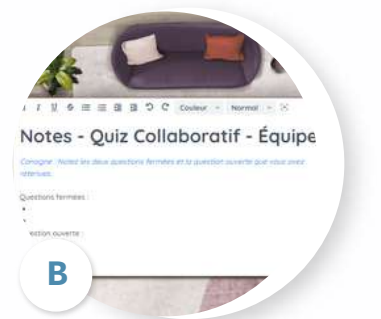 I U S Couleur Normal
Notes - Quiz Collaboratif - Équipe
Consigne : Notez les deux questions fermées et la question ouverte que vous avez
retenues.
Questions fermées :
estion ouverte :
B